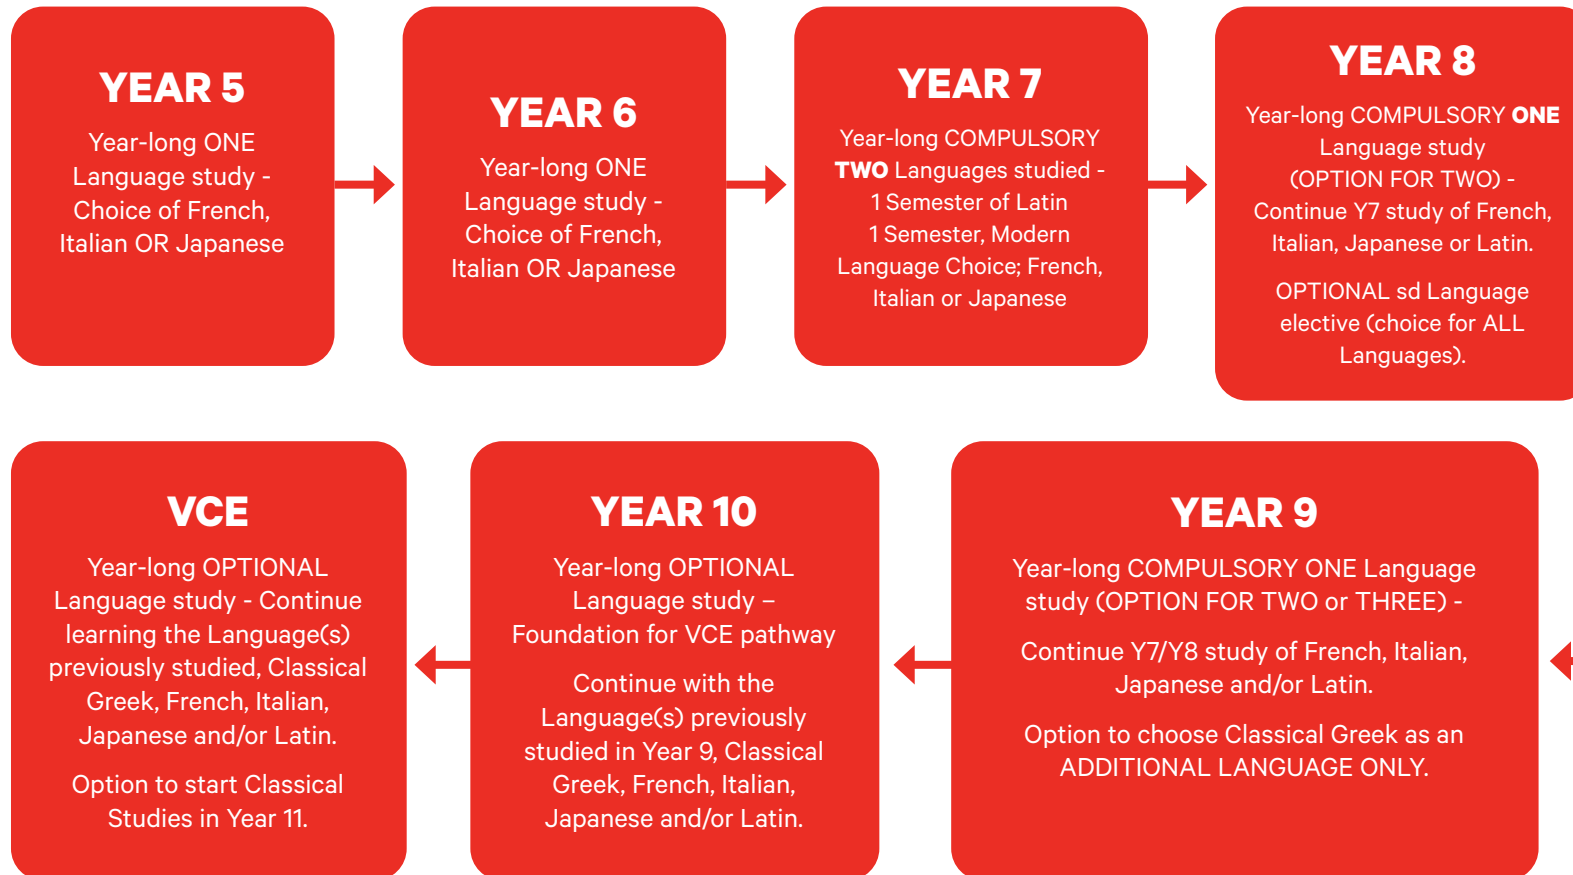 YEAR 5
Year-long ONE
Language study -
Choice of French,
Italian OR Japanese
YEAR 6
Year-long ONE
Language study -
Choice of French,
Italian OR Japanese
YEAR 7
Year-long COMPULSORY
TWO Languages studied -
1 Semester of Latin
1 Semester, Modern
Language Choice; French,
Italian or Japanese
YEAR 8
Year-long COMPULSORY ONE
Language study
(OPTION FOR TWO) -
Continue Y7 study of French,
Italian, Japanese or Latin.
OPTIONAL sd Language
elective (choice for ALL
Languages).
VCE
Year-long OPTIONAL
Language study - Continue
learning the Language(s)
previously studied, Classical
Greek, French, Italian,
Japanese and/or Latin.
Option to start Classical
Studies in Year 11.
YEAR 10
Year-long OPTIONAL
Language study –
Foundation for VCE pathway
Continue with the
Language(s) previously
studied in Year 9, Classical
Greek, French, Italian,
Japanese and/or Latin.
YEAR 9
Year-long COMPULSORY ONE Language
study (OPTION FOR TWO or THREE) -
Continue Y7/Y8 study of French, Italian,
Japanese and/or Latin.
Option to choose Classical Greek as an
ADDITIONAL LANGUAGE ONLY.